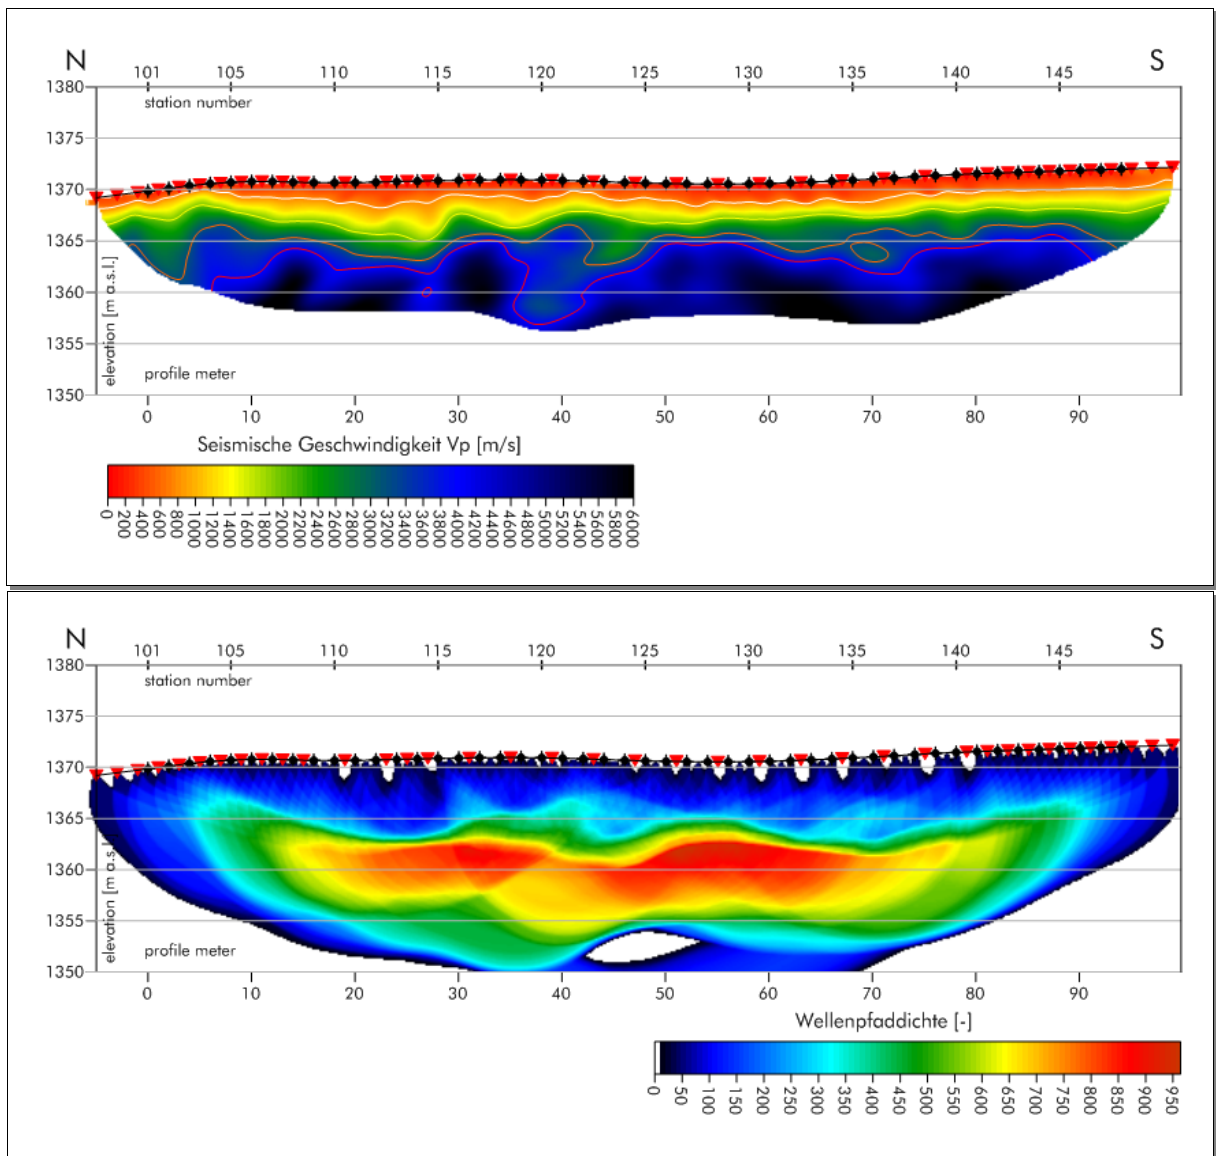 N S
101 105 110 115 120 125 130 135 140 145
1380
station number
1375
1370
1365
1360
1355
1350
elevation [m a.s.l.]
profile meter
0 10 20 30 40 50 60 70 80 90
Seismische Geschwindigkeit Vp [m/s]
0 200 400 600 800 1000 1200 1400 1600 1800 2000 2200 2400 2600 2800 3000 3200 3400 3600 3800 4000 4200 4400 4600 4800 5000 5200 5400 5600 5800 6000
N S
101 105 110 115 120 125 130 135 140 145
1380
station number
1375
1370
1365
1360
1355
1350
elevation [m a.s.l.]
profile meter
0 10 20 30 40 50 60 70 80 90
Wellenpfaddichte [-]
0 50 100 150 200 250 300 350 400 450 500 550 600 650 700 750 800 850 900 950